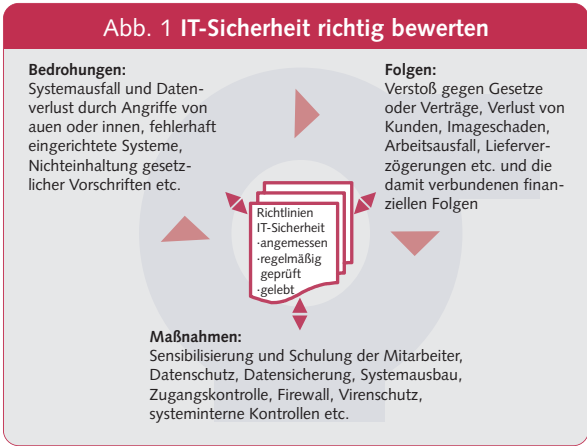 Abb. 1 IT-Sicherheit richtig bewerten
Bedrohungen:
Systemausfall und Daten-
verlust durch Angriffe von
auen oder innen, fehlerhaft
eingerichtete Systeme,
Nichteinhaltung gesetz-
licher Vorschriften etc.
Folgen:
Verstoß gegen Gesetze
oder Verträge, Verlust von
Kunden, Imageschaden,
Arbeitsausfall, Lieferver-
zögerungen etc. und die
damit verbundenen finan-
ziellen Folgen
Richtlinien
IT-Sicherheit
·angemessen
·regelmäßig
geprüft
·gelebt
Maßnahmen:
Sensibilisierung und Schulung der Mitarbeiter,
Datenschutz, Datensicherung, Systemausbau,
Zugangskontrolle, Firewall, Virenschutz,
systeminterne Kontrollen etc.